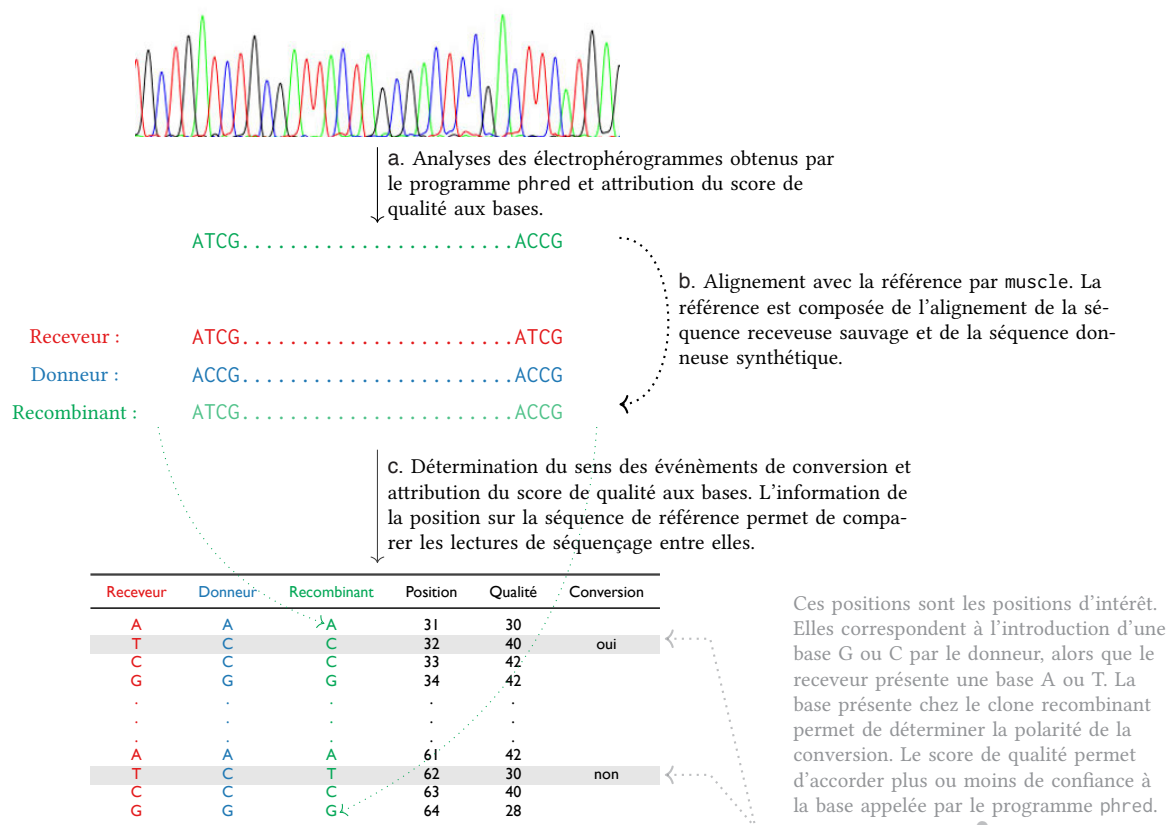 a. Analyses des électrophérogrammes obtenus par
le programme phred et attribution du score de
qualité aux bases.
ATCG.......................ACCG
b. Alignement avec la référence par muscle. La
référence est composée de l'alignement de la sé-
quence receveuse sauvage et de la séquence don-
neuse synthétique.
Receveur : ATCG.......................ATCG
Donneur : ACCG.......................ACCG
Recombinant : ATCG.......................ACCG
c. Détermination du sens des événèments de conversion et
attribution du score de qualité aux bases. L'information de
la position sur la séquence de référence permet de compa-
rer les lectures de séquençage entre elles.
Receveur Donneur Recombinant Position Qualité Conversion
A A A 31 30
T C C 32 40 oui
C C C 33 42
G G G 34 42
. . . . .
. . . . .
. . . . .
A A A 61 42
T C T 62 30 non
C C C 63 40
G G G 64 28
Ces positions sont les positions d'intérêt.
Elles correspondent à l'introduction d'une
base G ou C par le donneur, alors que le
receveur présente une base A ou T. La
base présente chez le clone recombinant
permet de déterminer la polarité de la
conversion. Le score de qualité permet
d'accorder plus ou moins de confiance à
la base appelée par le programme phred.